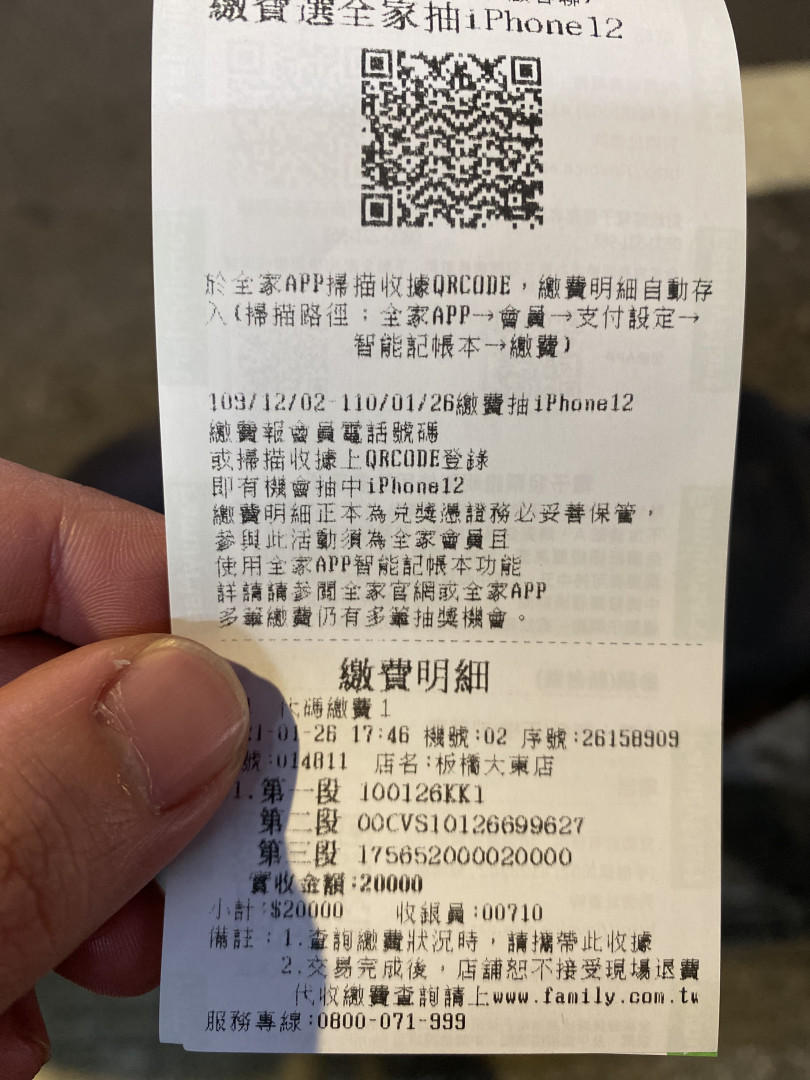 繳費選全家抽iPhone12
於全家APP掃描收據QRCODE，繳費明細自動存
入(掃描路徑：全家APP→會員→支付設定→
智能記帳本→繳費)
109/12/02-110/01/26繳費抽iPhone12
繳費報會員電話號碼
或掃描收據上QRCODE登錄
即有機會抽中iPhone12
繳費明細正本為兌獎憑證務必妥善保管，
參與此活動須為全家會員且
使用全家APP智能記帳本功能
詳請請參閱全家官網或全家APP
多筆繳費仍有多筆抽獎機會。
繳費明細
代碼繳費1
21-01-26 17:46 機號:02 序號:26158909
號:014811 店名:板橋大東店
1.第一段 100126KK1
第二段 00CVS10126699627
第三段 175652000020000
實收金額:20000
小計:$20000 收銀員:00710
備註：1.查詢繳費狀況時，請攜帶此收據
2.交易完成後，店舖恕不接受現場退費
代收繳費查詢請上www.family.com.tw
服務專線:0800-071-999